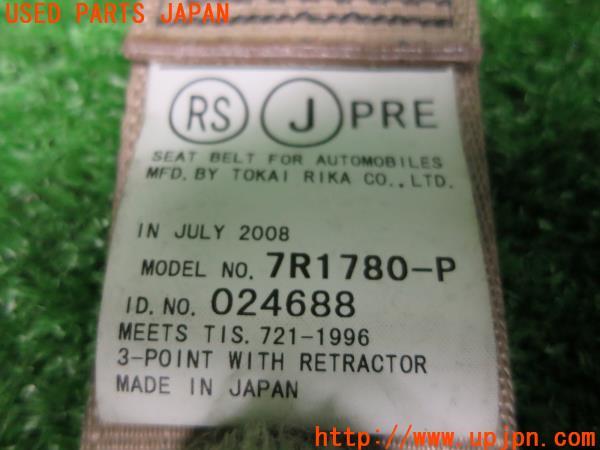 USED PARTS JAPAN
RS J PRE
SEAT BELT FOR AUTOMOBILES
MFD. BY TOKAI RIKA CO.,LTD.
IN JULY 2008
MODEL NO. 7R1780-P
ID. NO. 024688
MEETS TIS. 721-1996
3-POINT WITH RETRACTOR
MADE IN JAPAN
http://www.upjpn.com